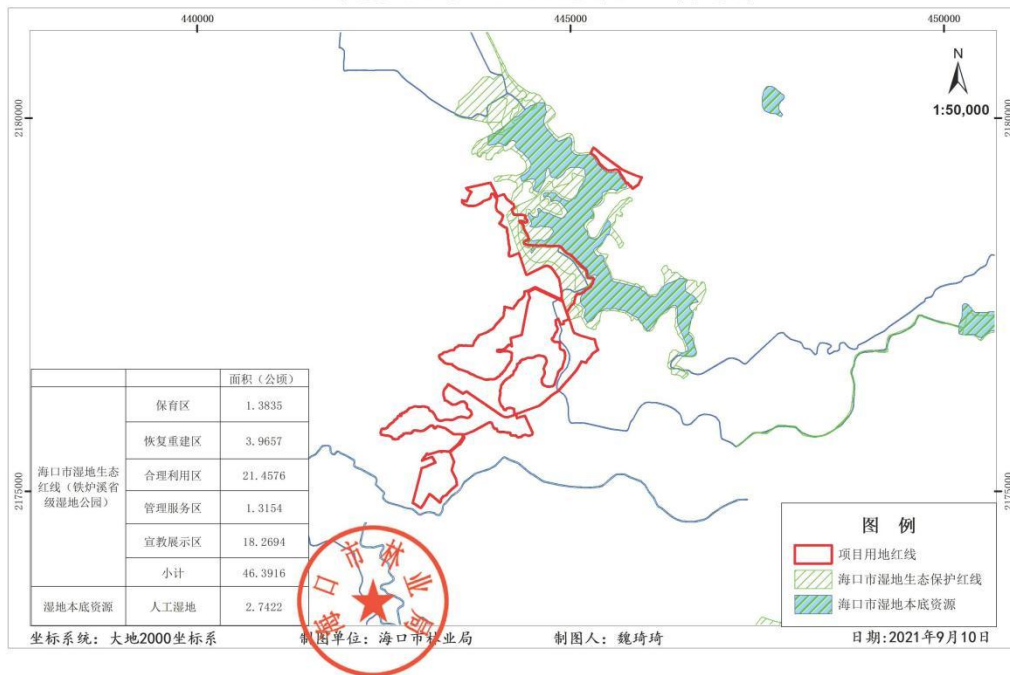 440000
445000
450000
2180000
2180000
N
1:50,000
面积（公顷）
海口市湿地生态
红线（铁炉溪省
级湿地公园）
保育区 1.3835
恢复重建区 3.9657
合理利用区 21.4576
管理服务区 1.3154
宣教展示区 18.2694
小计 46.3916
湿地本底资源 人工湿地 2.7422
2175000
2175000
图 例
项目用地红线
海口市湿地生态保护红线
海口市湿地本底资源
海口市林业局
坐标系统：大地2000坐标系 制图单位：海口市林业局 制图人：魏琦琦 日期:2021年9月10日